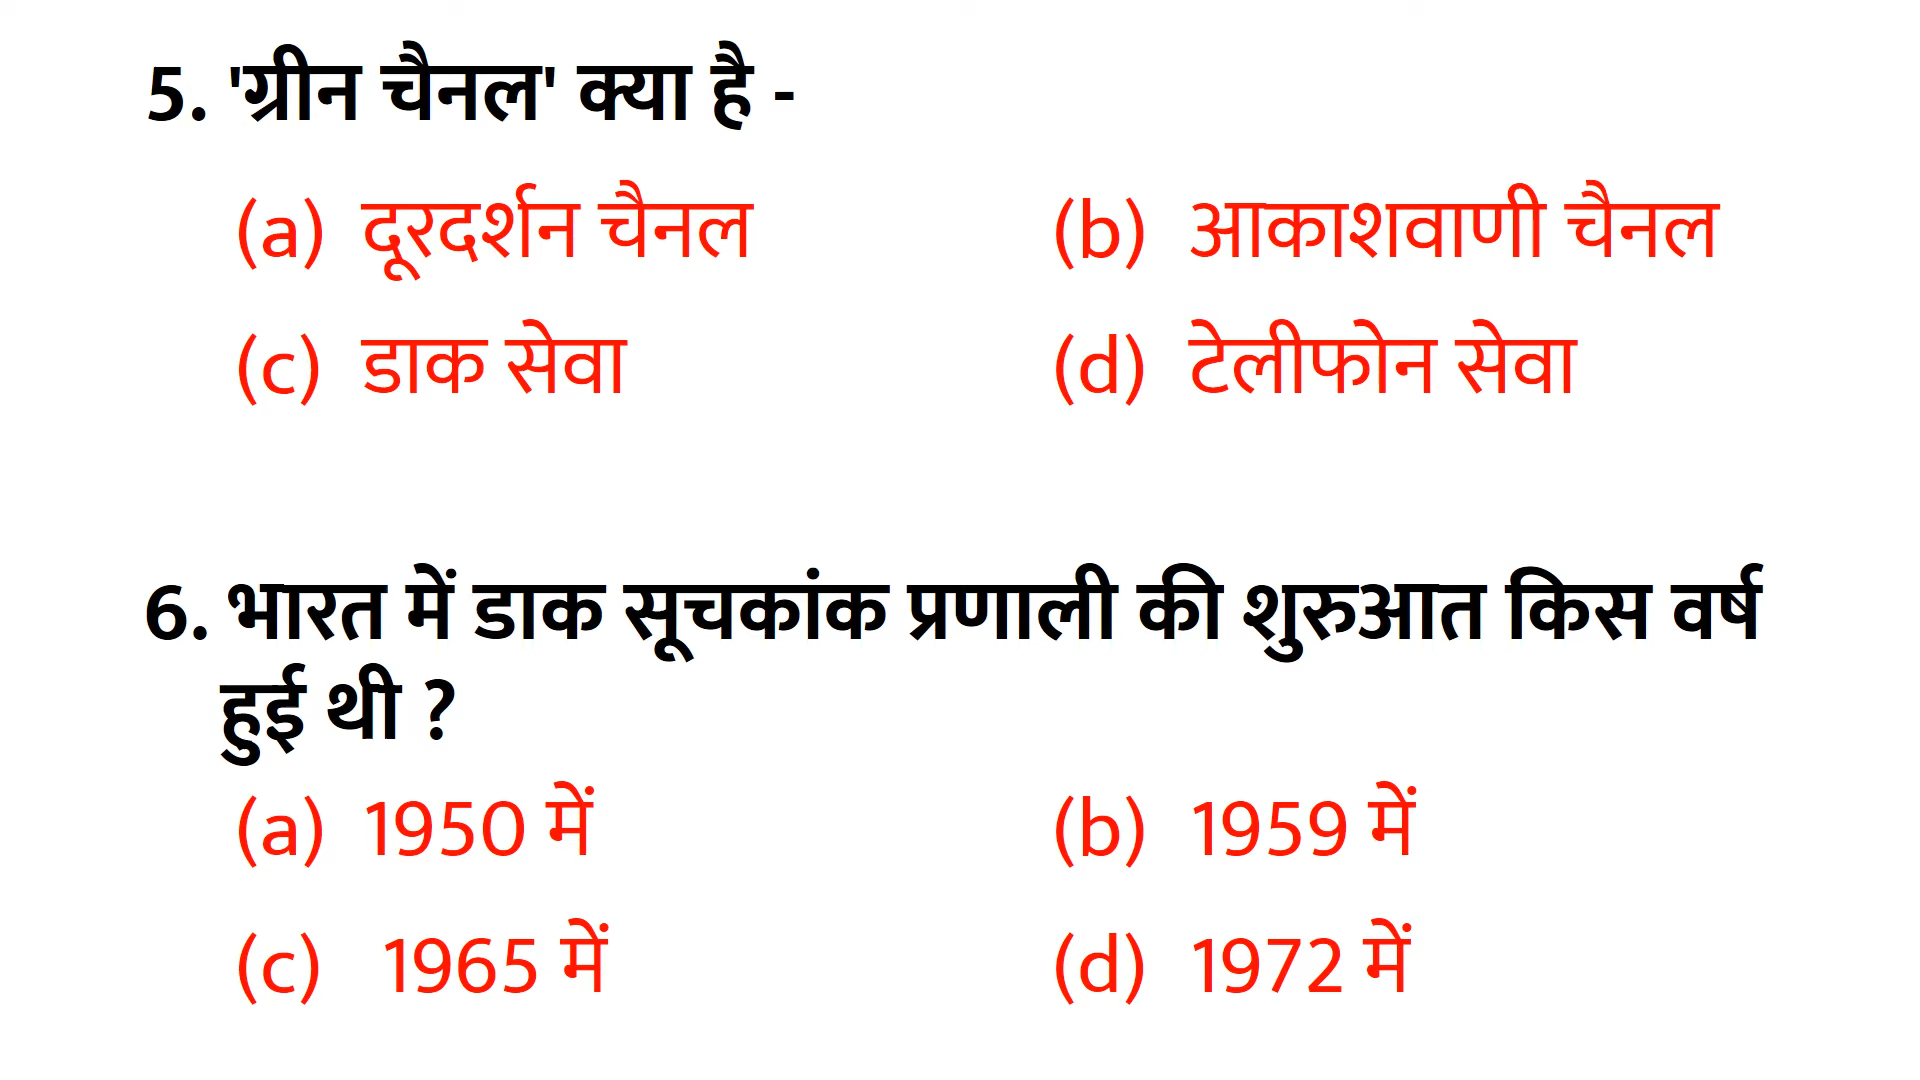 5. 'ग्रीन चैनल' क्या है -
(a) दूरदर्शन चैनल (b) आकाशवाणी चैनल
(c) डाक सेवा (d) टेलीफोन सेवा
6. भारत में डाक सूचकांक प्रणाली की शुरुआत किस वर्ष
हुई थी ?
(a) 1950 में (b) 1959 में
(c) 1965 में (d) 1972 में